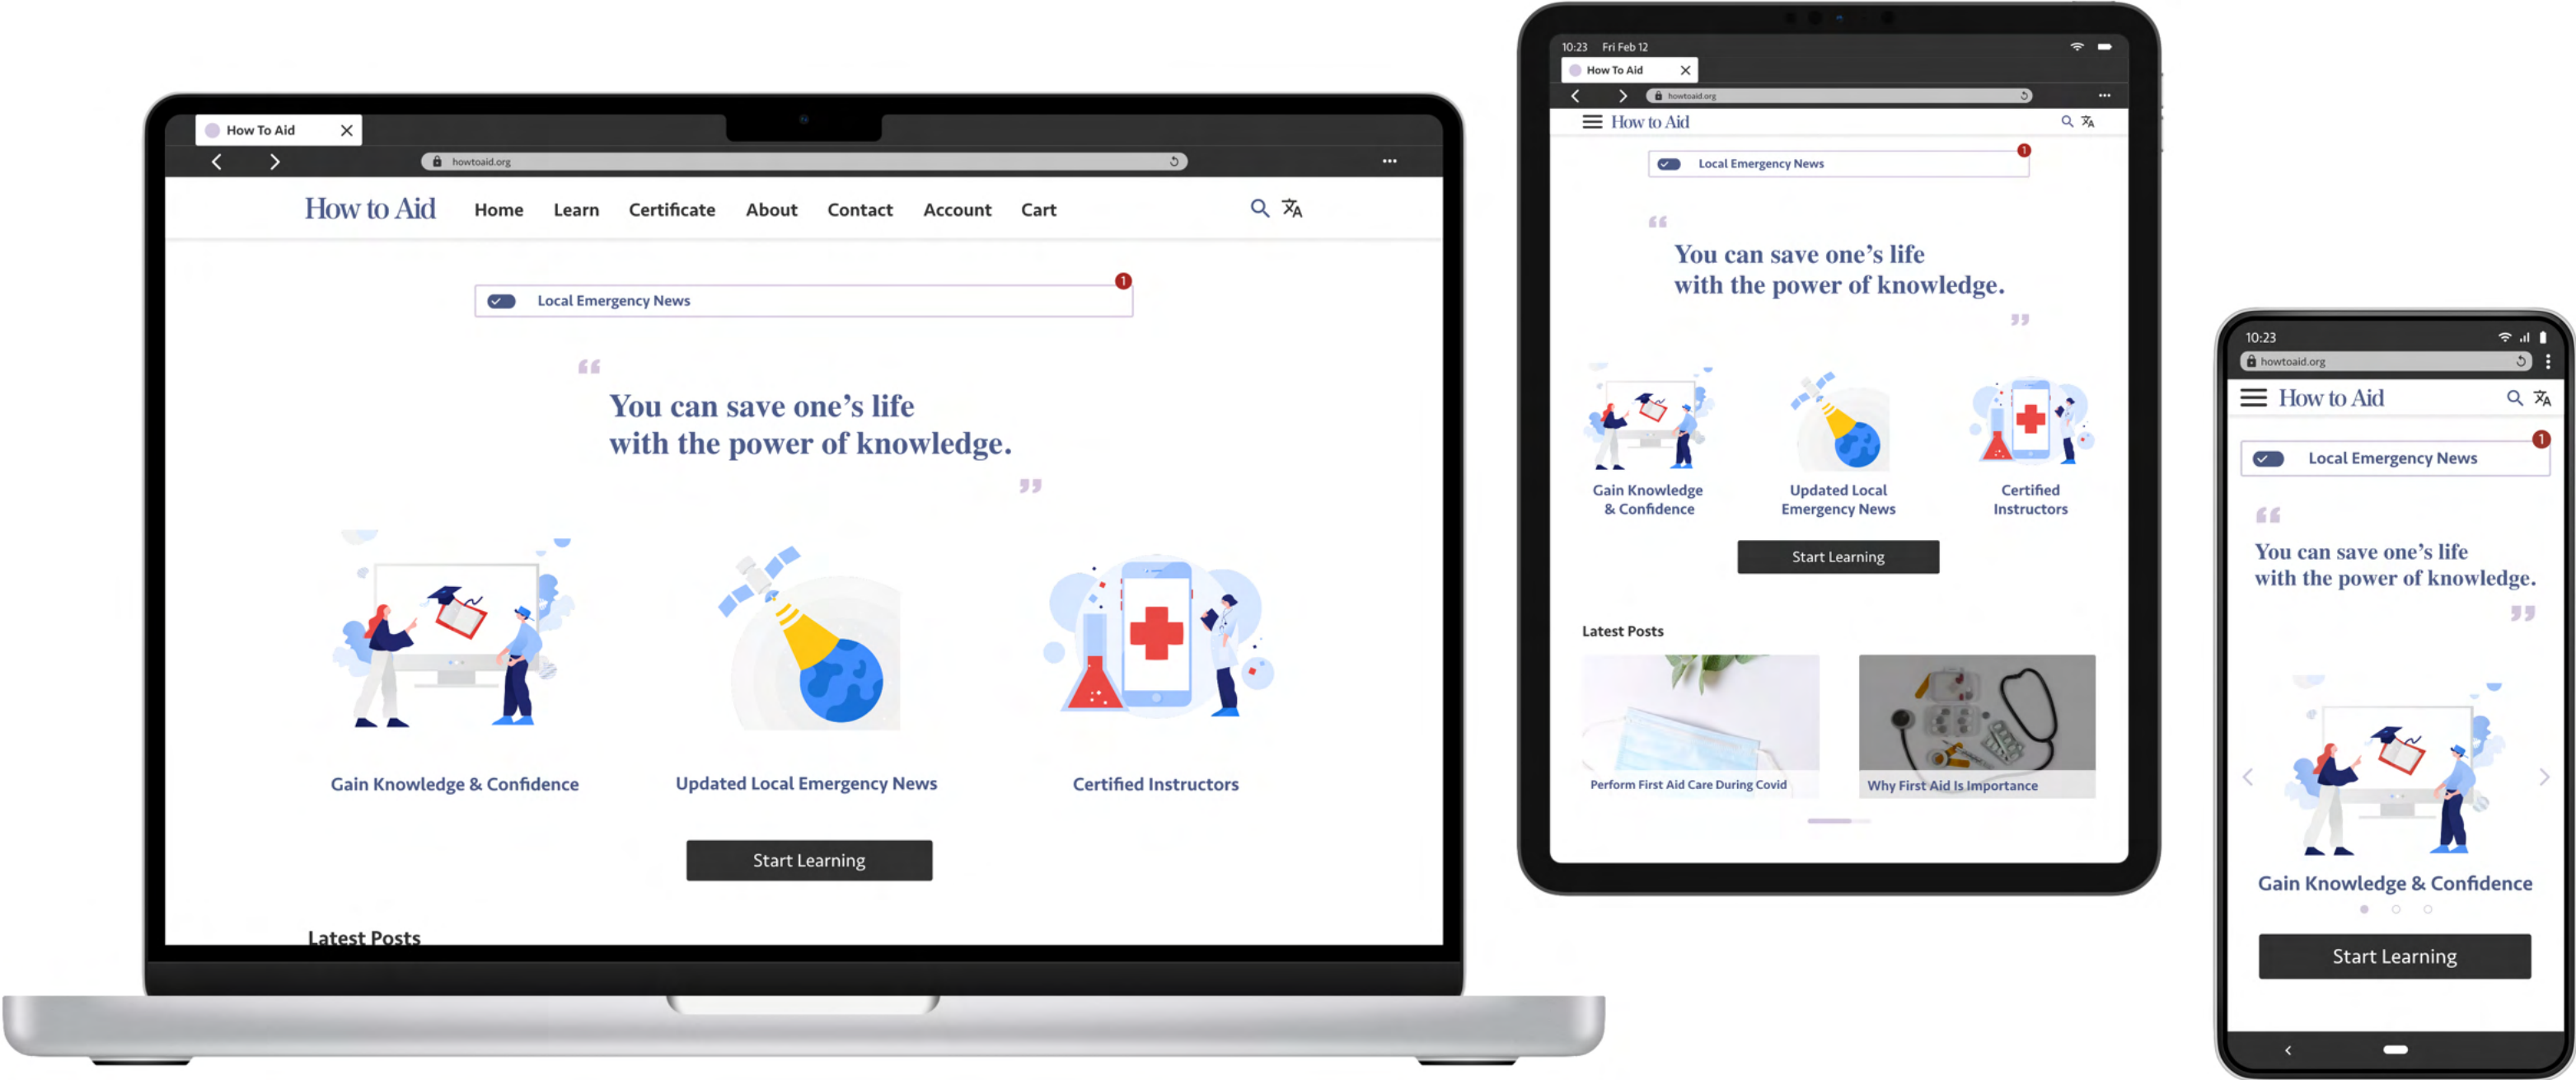 How To Aid
howtoaid.org
How to Aid Home Learn Certificate About Contact Account Cart
1
Local Emergency News
“
You can save one’s life
with the power of knowledge.
”
Gain Knowledge & Confidence
Updated Local Emergency News
Certified Instructors
Start Learning
Latest Posts
10:23 Fri Feb 12
How To Aid
howtoaid.org
How to Aid
1
Local Emergency News
“
You can save one’s life
with the power of knowledge.
”
Gain Knowledge
& Confidence
Updated Local
Emergency News
Certified
Instructors
Start Learning
Latest Posts
Perform First Aid Care During Covid
Why First Aid Is Importance
10:23
howtoaid.org
How to Aid
1
Local Emergency News
“
You can save one’s life
with the power of knowledge.
”
Gain Knowledge & Confidence
Start Learning